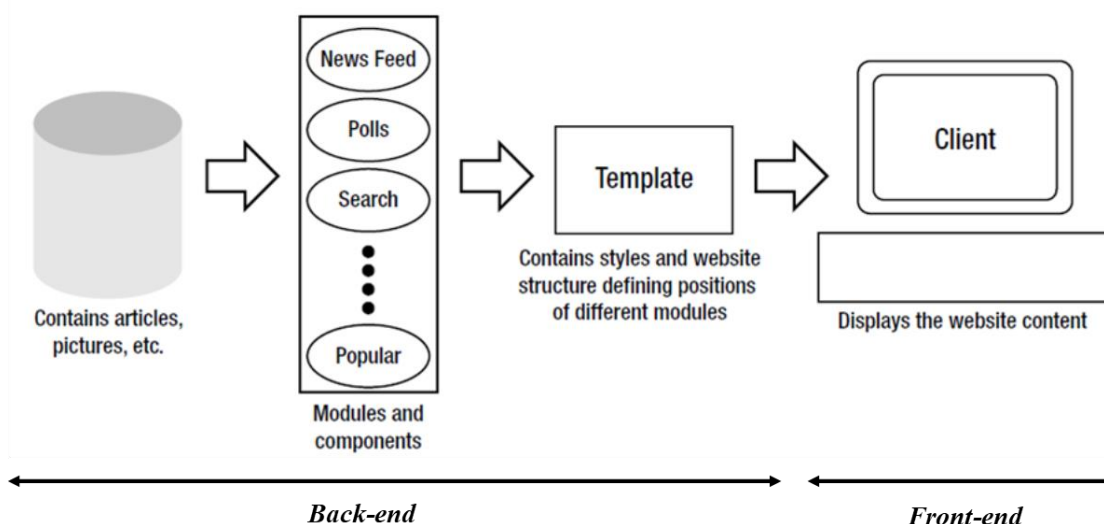 Contains articles,
pictures, etc.
News Feed
Polls
Search
Popular
Modules and
components
Template
Contains styles and website
structure defining positions
of different modules
Client
Displays the website content
Back-end
Front-end